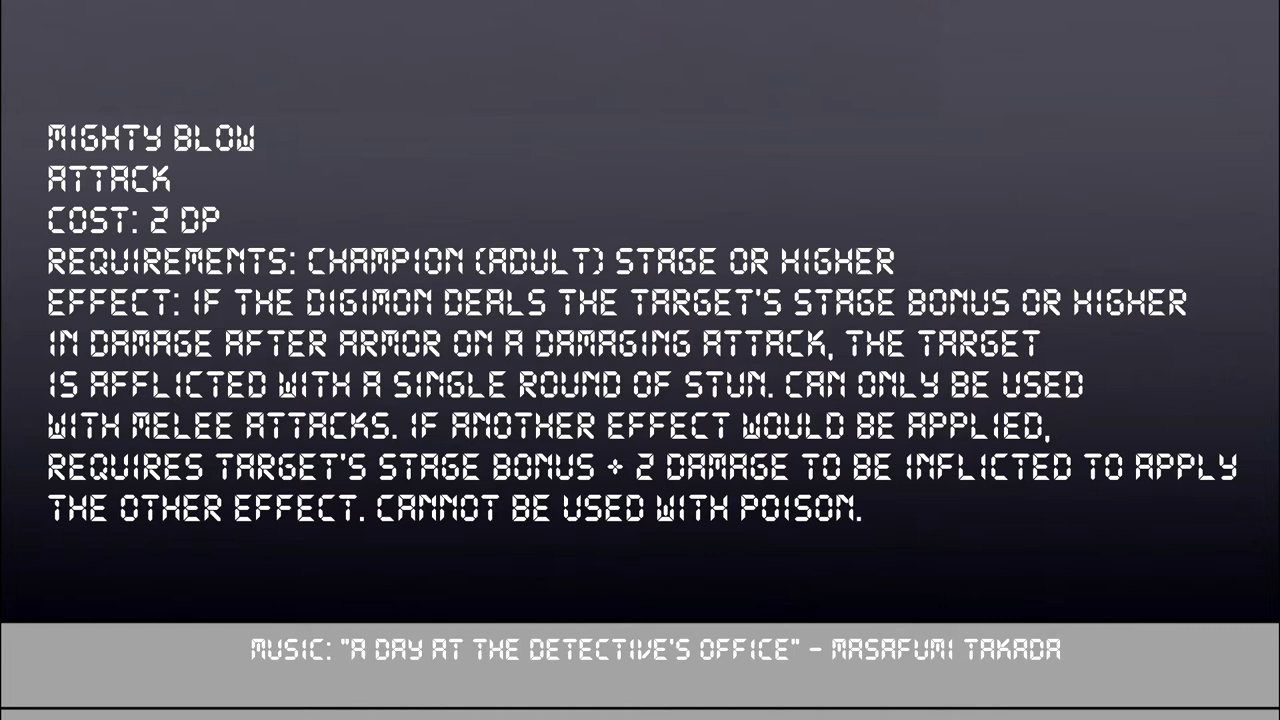 MIGHTY BLOW
ATTACK
COST: 2 DP
REQUIREMENTS: CHAMPION (ADULT) STAGE OR HIGHER
EFFECT: IF THE DIGIMON DEALS THE TARGET'S STAGE BONUS OR HIGHER
IN DAMAGE AFTER ARMOR ON A DAMAGING ATTACK, THE TARGET
IS AFFLICTED WITH A SINGLE ROUND OF STUN. CAN ONLY BE USED
WITH MELEE ATTACKS. IF ANOTHER EFFECT WOULD BE APPLIED,
REQUIRES TARGET'S STAGE BONUS + 2 DAMAGE TO BE INFLICTED TO APPLY
THE OTHER EFFECT. CANNOT BE USED WITH POISON.
MUSIC: "A DAY AT THE DETECTIVE'S OFFICE" - MASAFUMI TAKADA